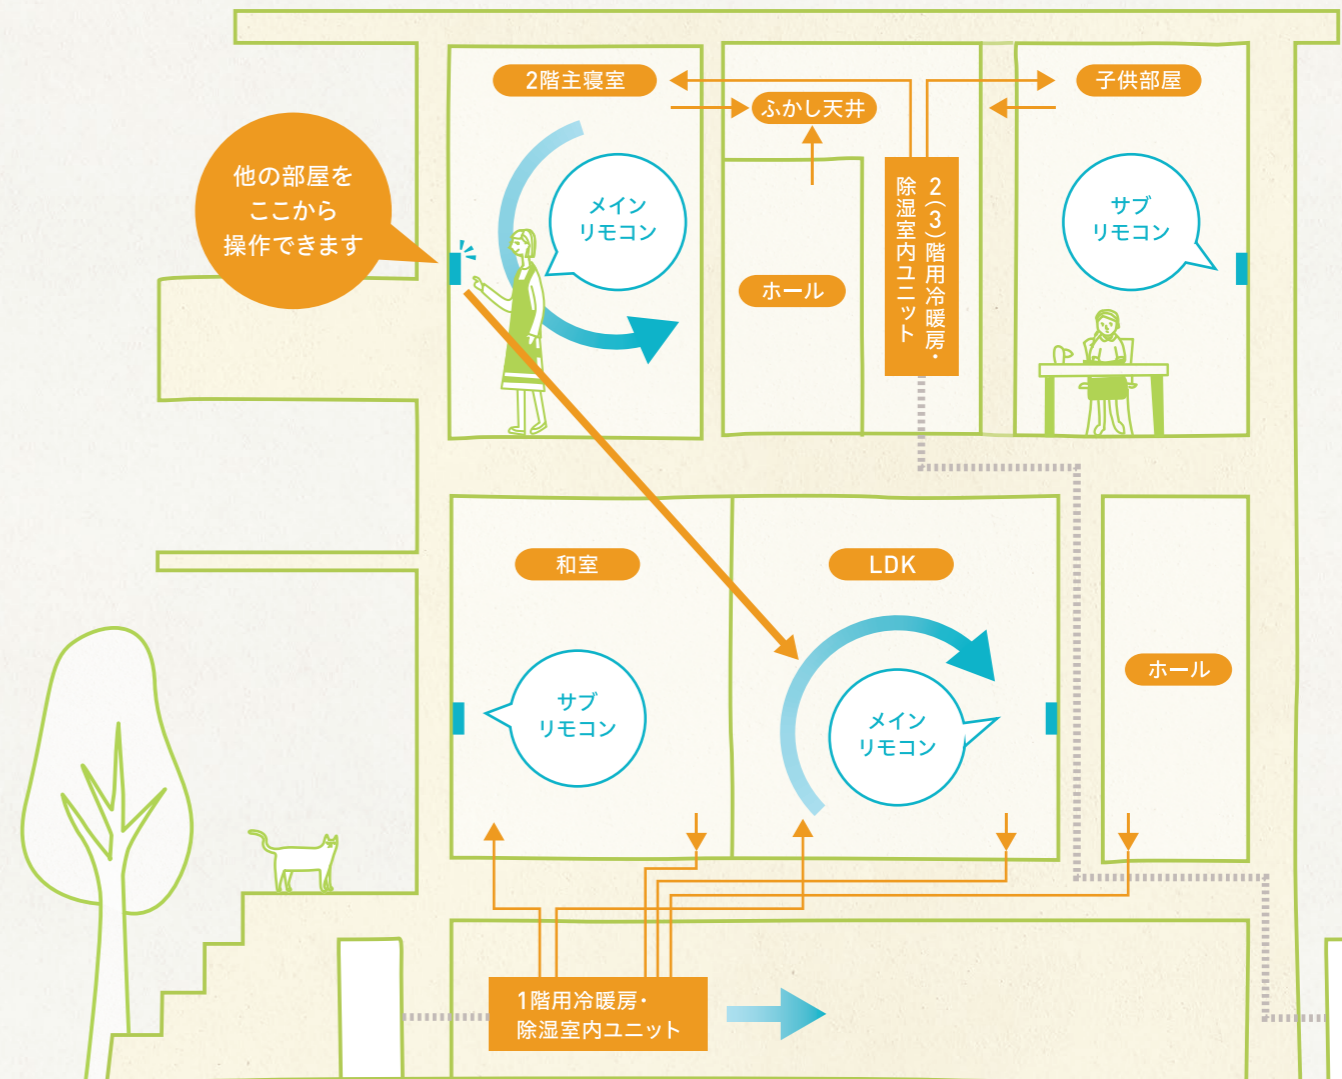 2階主寝室
ふかし天井
子供部屋
他の部屋を
ここから
操作できます
メイン
リモコン
2(3)階用冷暖房・
除湿室内ユニット
サブ
リモコン
ホール
和室
LDK
ホール
サブ
リモコン
メイン
リモコン
1階用冷暖房・
除湿室内ユニット